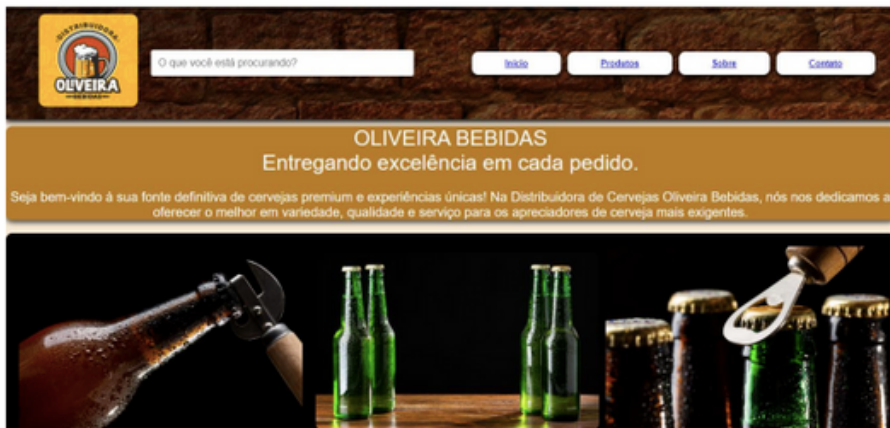 DISTRIBUIDORA
OLIVEIRA
BEBIDAS
O que você está procurando?
Início
Produtos
Sobre
Contato
OLIVEIRA BEBIDAS
Entregando excelência em cada pedido.
Seja bem-vindo à sua fonte definitiva de cervejas premium e experiências únicas! Na Distribuidora de Cervejas Oliveira Bebidas, nós nos dedicamos a
oferecer o melhor em variedade, qualidade e serviço para os apreciadores de cerveja mais exigentes.